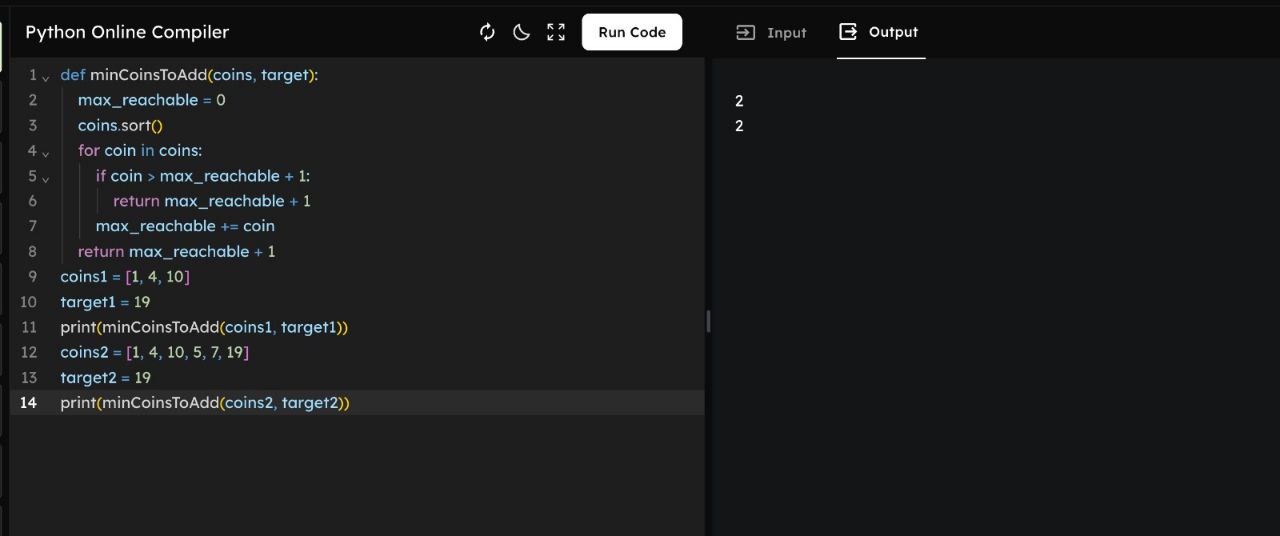 Python Online Compiler
Run Code
Input
Output
1 def minCoinsToAdd(coins, target):
2 max_reachable = 0
3 coins.sort()
4 for coin in coins:
5 if coin > max_reachable + 1:
6 return max_reachable + 1
7 max_reachable += coin
8 return max_reachable + 1
9 coins1 = [1, 4, 10]
10 target1 = 19
11 print(minCoinsToAdd(coins1, target1))
12 coins2 = [1, 4, 10, 5, 7, 19]
13 target2 = 19
14 print(minCoinsToAdd(coins2, target2))
2
2